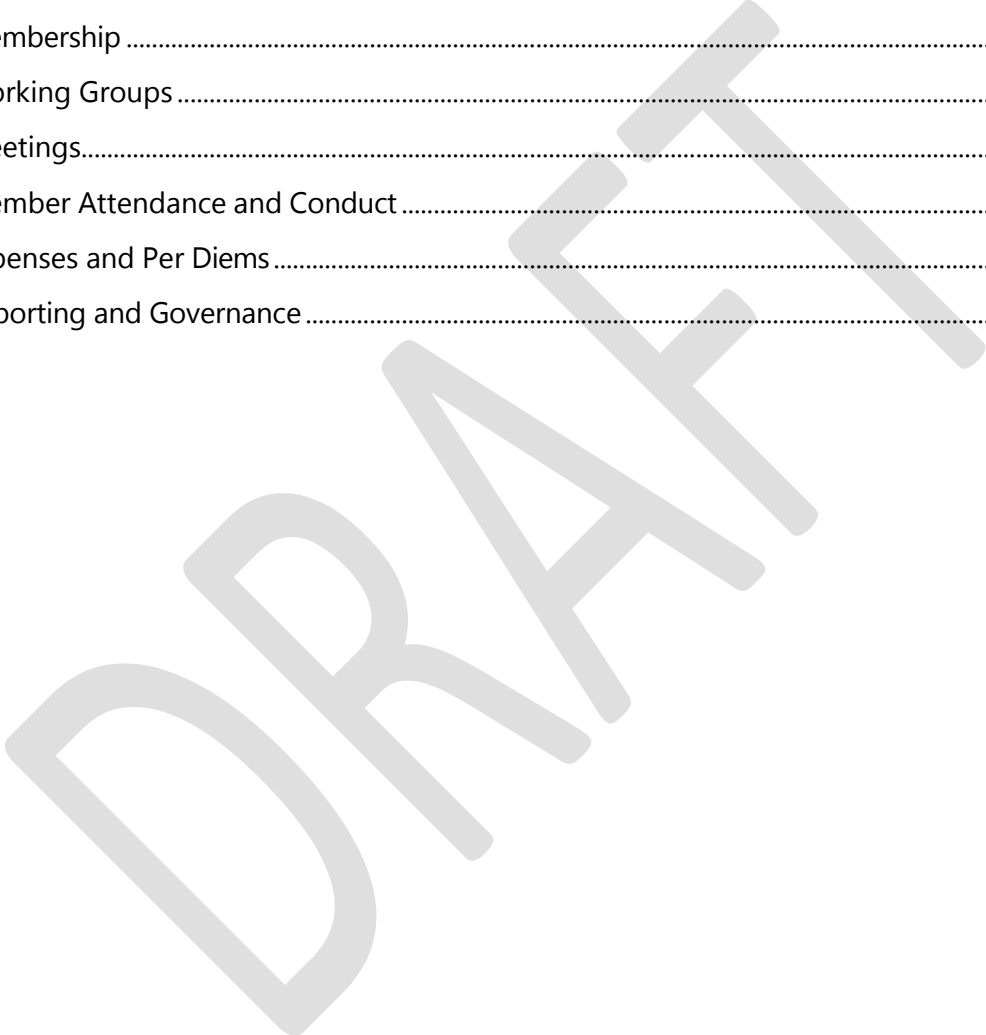 embership
orking Groups
eetings
ember Attendance and Conduct
penses and Per Diems
porting and Governance
DRAFT